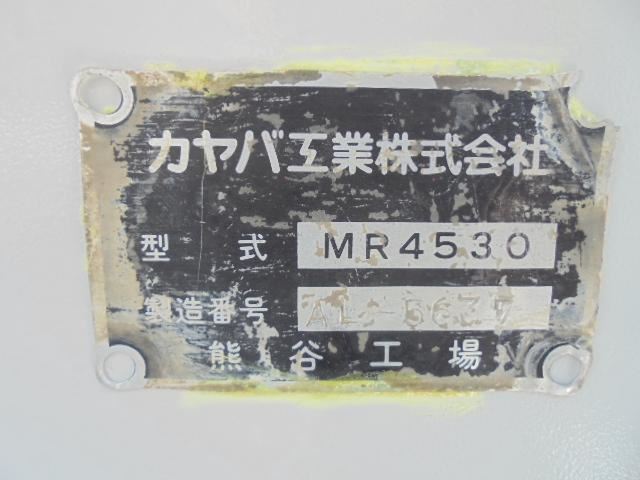 カヤバ工業株式会社
型式 MR4530
製造番号
熊谷工場